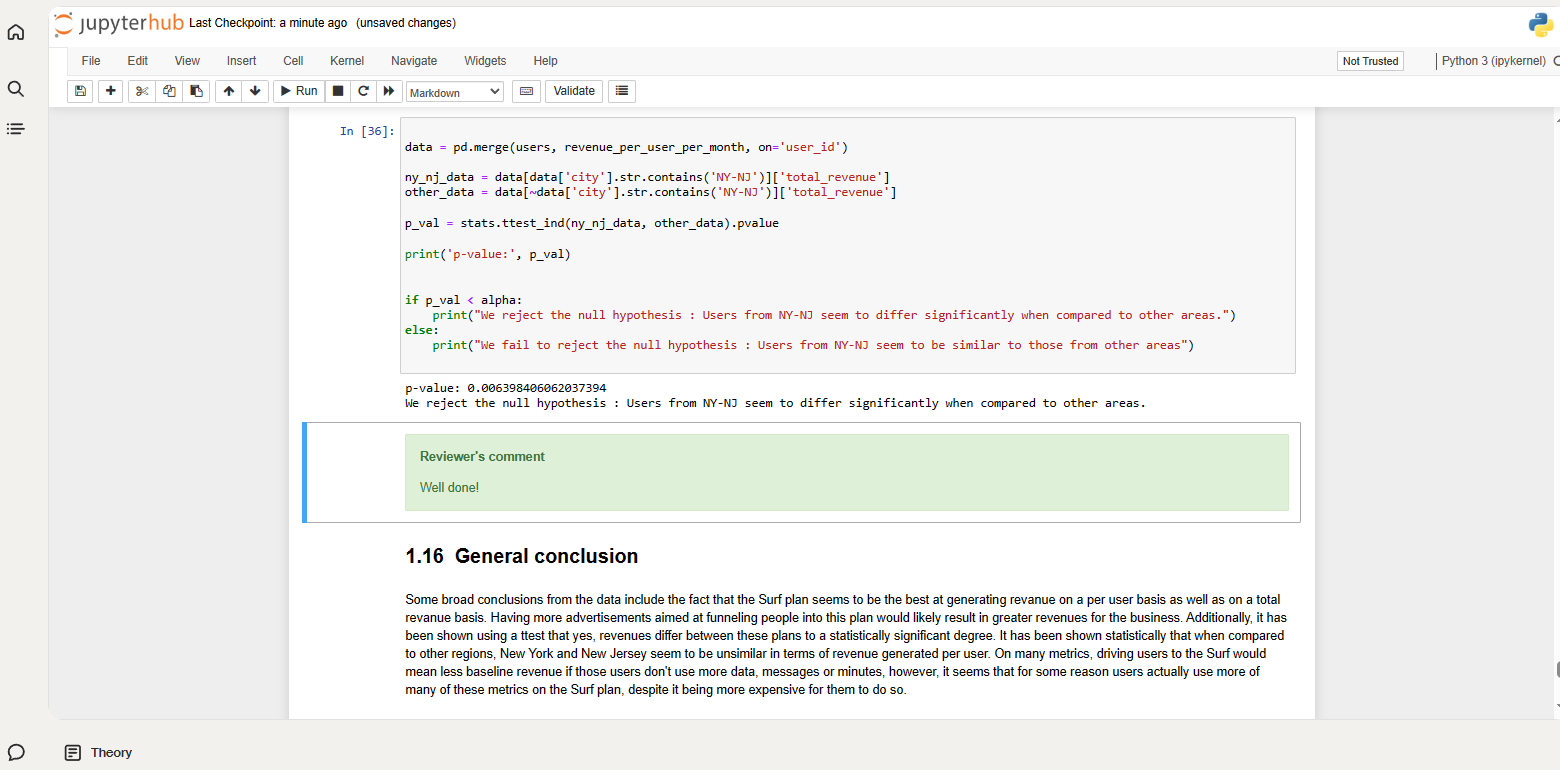 jupyterhub Last Checkpoint: a minute ago (unsaved changes)
File Edit View Insert Cell Kernel Navigate Widgets Help
Not Trusted Python 3 (ipykernel)
Run Markdown Validate
In [36]:
data = pd.merge(users, revenue_per_user_per_month, on='user_id')
ny_nj_data = data[data['city'].str.contains('NY-NJ')]['total_revenue']
other_data = data[~data['city'].str.contains('NY-NJ')]['total_revenue']
p_val = stats.ttest_ind(ny_nj_data, other_data).pvalue
print('p-value:', p_val)
if p_val < alpha:
    print("We reject the null hypothesis : Users from NY-NJ seem to differ significantly when compared to other areas.")
else:
    print("We fail to reject the null hypothesis : Users from NY-NJ seem to be similar to those from other areas")
p-value: 0.006398406062037394
We reject the null hypothesis : Users from NY-NJ seem to differ significantly when compared to other areas.
Reviewer's comment
Well done!
1.16 General conclusion
Some broad conclusions from the data include the fact that the Surf plan seems to be the best at generating revanue on a per user basis as well as on a total
revanue basis. Having more advertisements aimed at funneling people into this plan would likely result in greater revenues for the business. Additionally, it has
been shown using a ttest that yes, revenues differ between these plans to a statistically significant degree. It has been shown statistically that when compared
to other regions, New York and New Jersey seem to be unsimilar in terms of revenue generated per user. On many metrics, driving users to the Surf would
mean less baseline revenue if those users don't use more data, messages or minutes, however, it seems that for some reason users actually use more of
many of these metrics on the Surf plan, despite it being more expensive for them to do so.
Theory